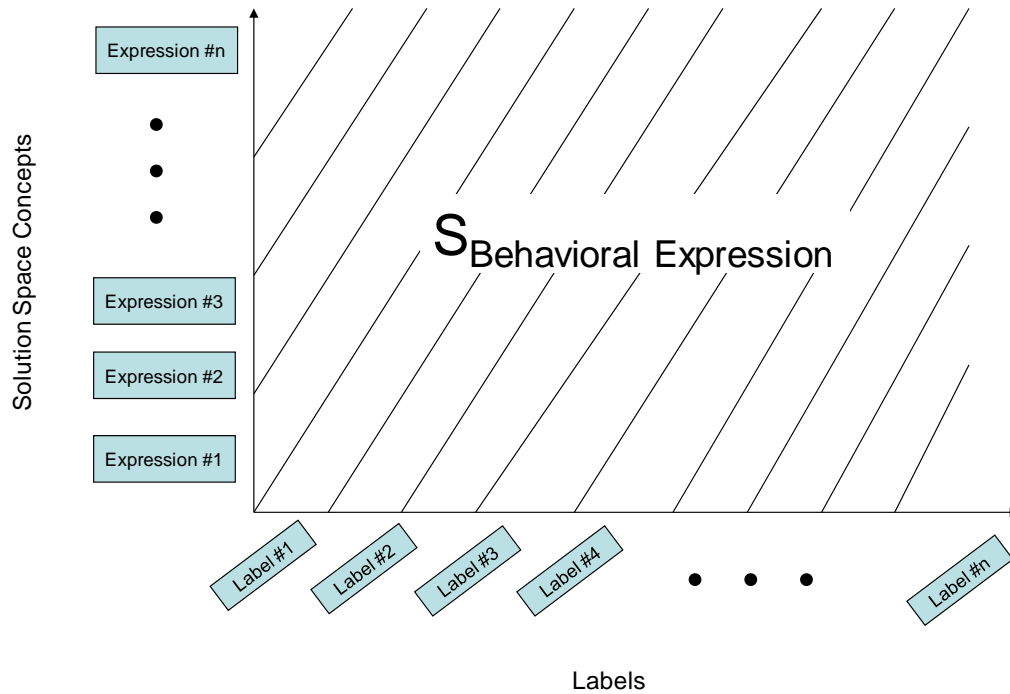 Expression #n
Solution Space Concepts
S Behavioral Expression
Expression #3
Expression #2
Expression #1
Label #1
Label #2
Label #3
Label #4
Label #n
Labels